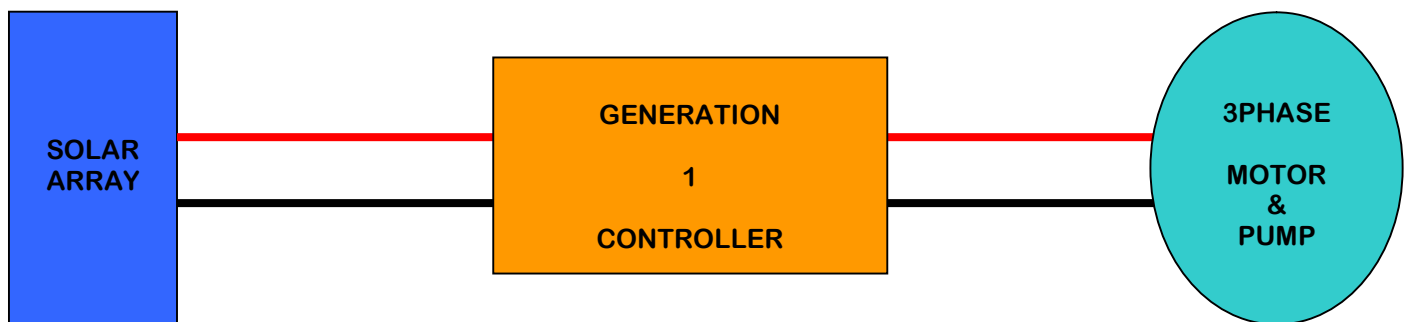 SOLAR
ARRAY
GENERATION
1
CONTROLLER
3PHASE
MOTOR
&
PUMP